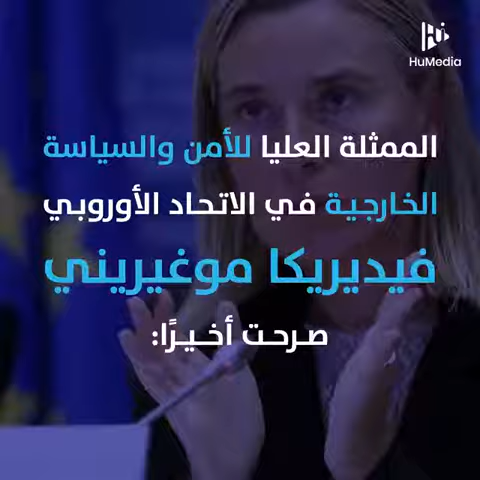 HuMedia
الممثلة العليا للأمن والسياسة
الخارجية في الاتحاد الأوروبي
فيديريكا موغيريني
صرحت أخيرًا: